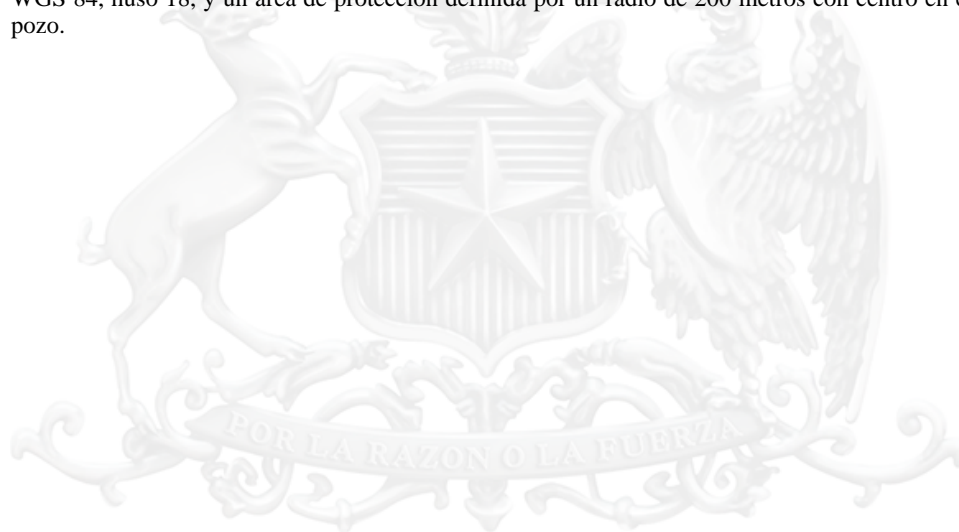 WGS 84, huso 18, y un área de protección definida por un radio de 200 metros con centro en e
pozo.
POR LA RAZON O LA FUERZA